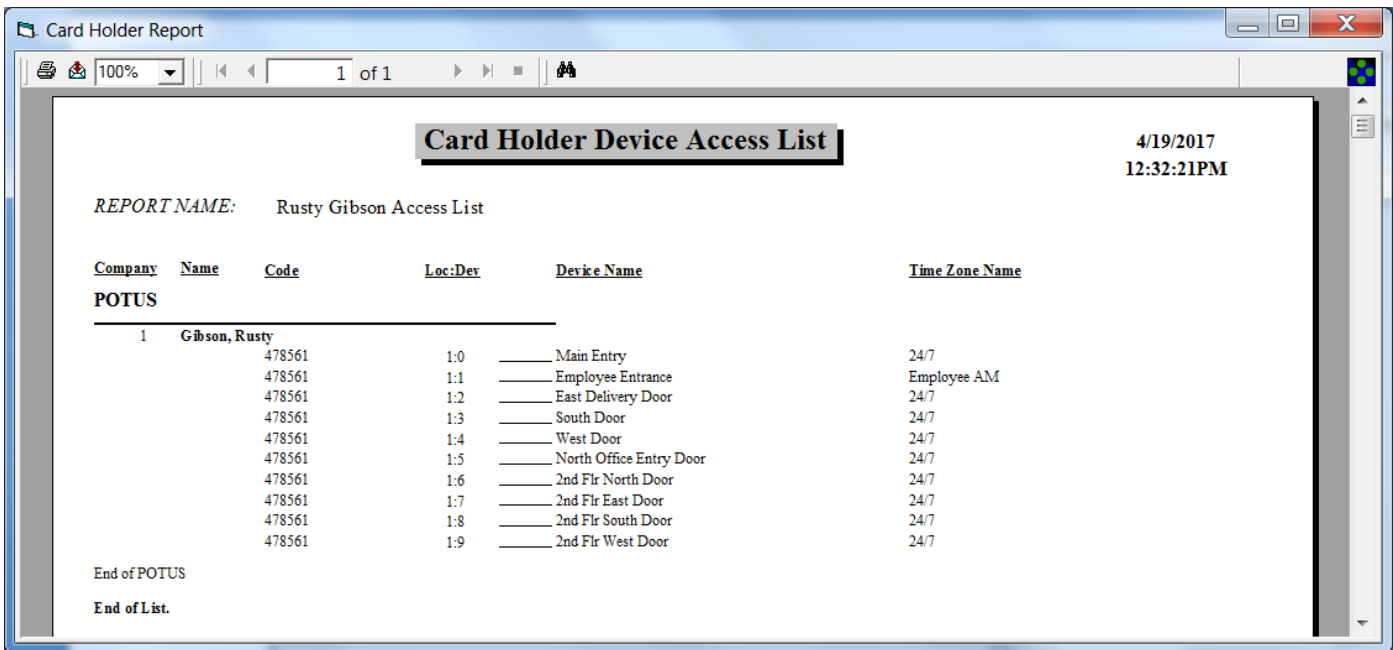 Card Holder Report
100% 1 of 1
Card Holder Device Access List
4/19/2017
12:32:21PM
REPORT NAME: Rusty Gibson Access List
Company Name Code Loc:Dev Device Name Time Zone Name
POTUS
1 Gibson, Rusty
478561 1:0 Main Entry 24/7
478561 1:1 Employee Entrance Employee AM
478561 1:2 East Delivery Door 24/7
478561 1:3 South Door 24/7
478561 1:4 West Door 24/7
478561 1:5 North Office Entry Door 24/7
478561 1:6 2nd Flr North Door 24/7
478561 1:7 2nd Flr East Door 24/7
478561 1:8 2nd Flr South Door 24/7
478561 1:9 2nd Flr West Door 24/7
End of POTUS
End of List.